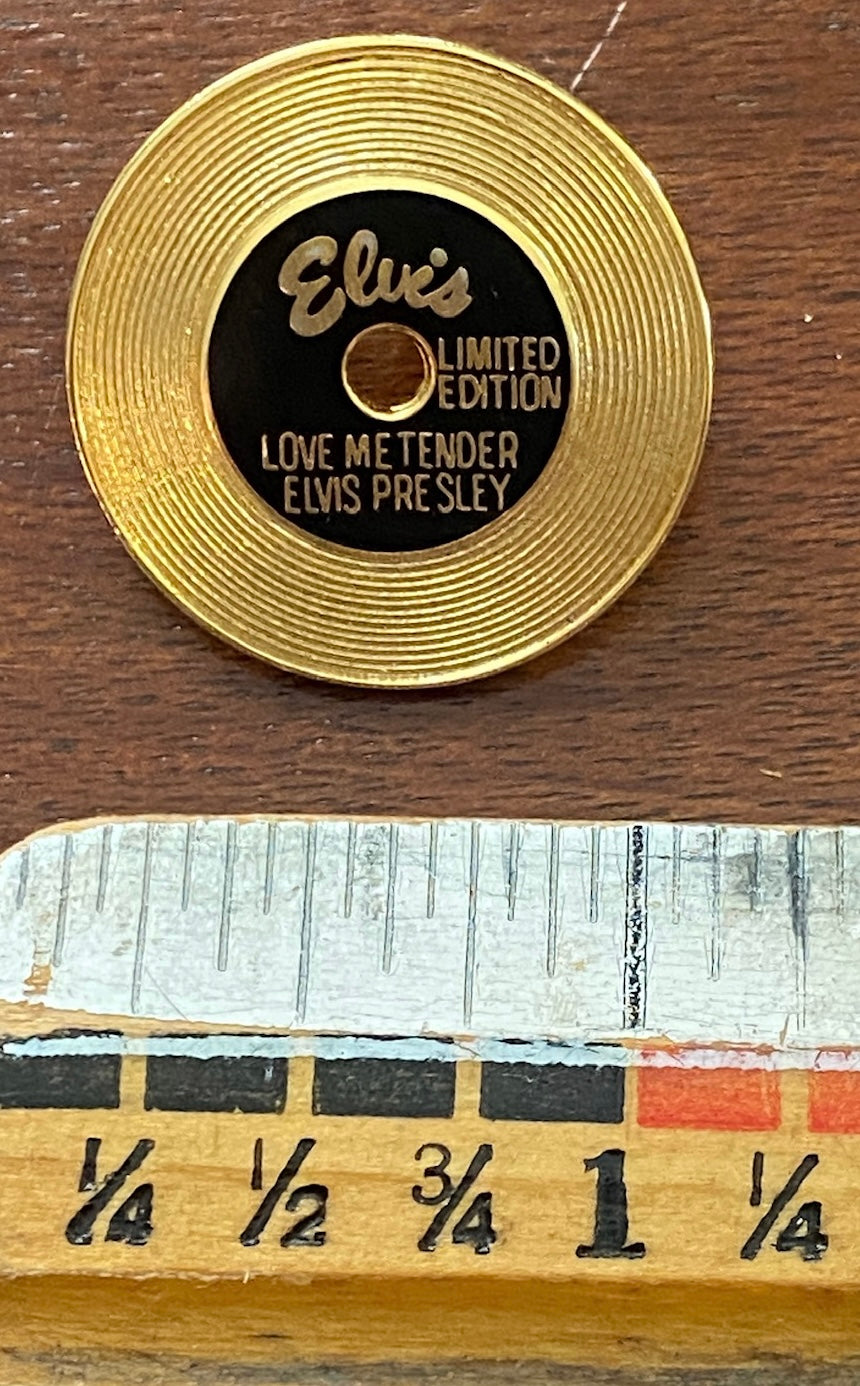 Elvis
LIMITED
EDITION
LOVE ME TENDER
ELVIS PRESLEY
1/4 1/2 3/4 1 1/4